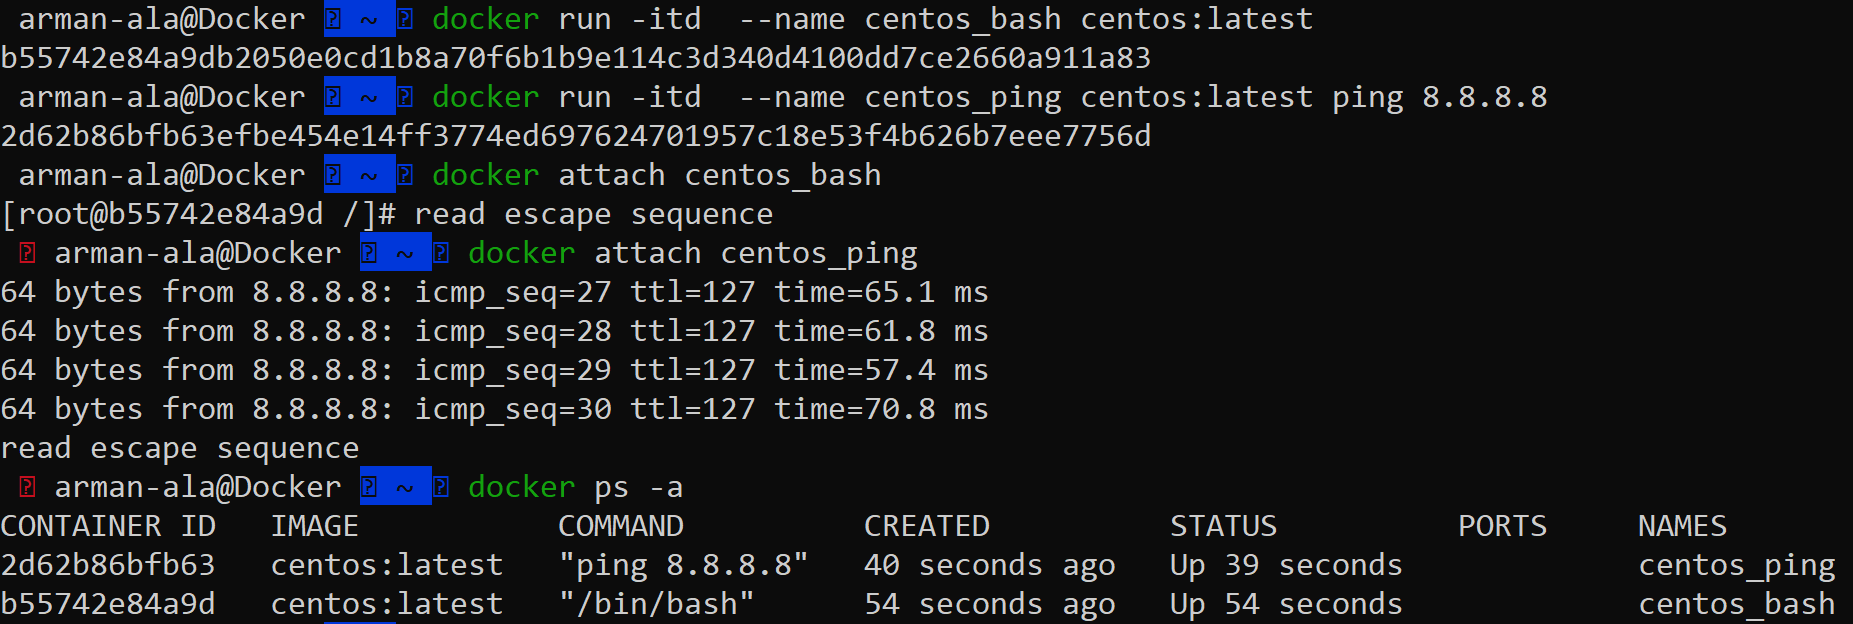 arman-ala@Docker ~ docker run -itd  --name centos_bash centos:latest
b55742e84a9db2050e0cd1b8a70f6b1b9e114c3d340d4100dd7ce2660a911a83
arman-ala@Docker ~ docker run -itd  --name centos_ping centos:latest ping 8.8.8.8
2d62b86bfb63efbe454e14ff3774ed697624701957c18e53f4b626b7eee7756d
arman-ala@Docker ~ docker attach centos_bash
[root@b55742e84a9d /]# read escape sequence
arman-ala@Docker ~ docker attach centos_ping
64 bytes from 8.8.8.8: icmp_seq=27 ttl=127 time=65.1 ms
64 bytes from 8.8.8.8: icmp_seq=28 ttl=127 time=61.8 ms
64 bytes from 8.8.8.8: icmp_seq=29 ttl=127 time=57.4 ms
64 bytes from 8.8.8.8: icmp_seq=30 ttl=127 time=70.8 ms
read escape sequence
arman-ala@Docker ~ docker ps -a
CONTAINER ID   IMAGE           COMMAND          CREATED          STATUS          PORTS     NAMES
2d62b86bfb63   centos:latest   "ping 8.8.8.8"   40 seconds ago   Up 39 seconds             centos_ping
b55742e84a9d   centos:latest   "/bin/bash"      54 seconds ago   Up 54 seconds             centos_bash